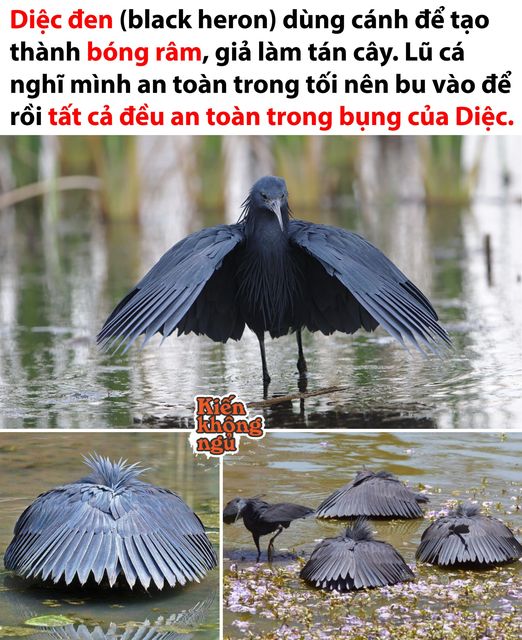 Diệc đen (black heron) dùng cánh để tạo
thành bóng râm, giả làm tán cây. Lũ cá
nghĩ mình an toàn trong tối nên bu vào để
rồi tất cả đều an toàn trong bụng của Diệc.
Kiến
không
ngủ